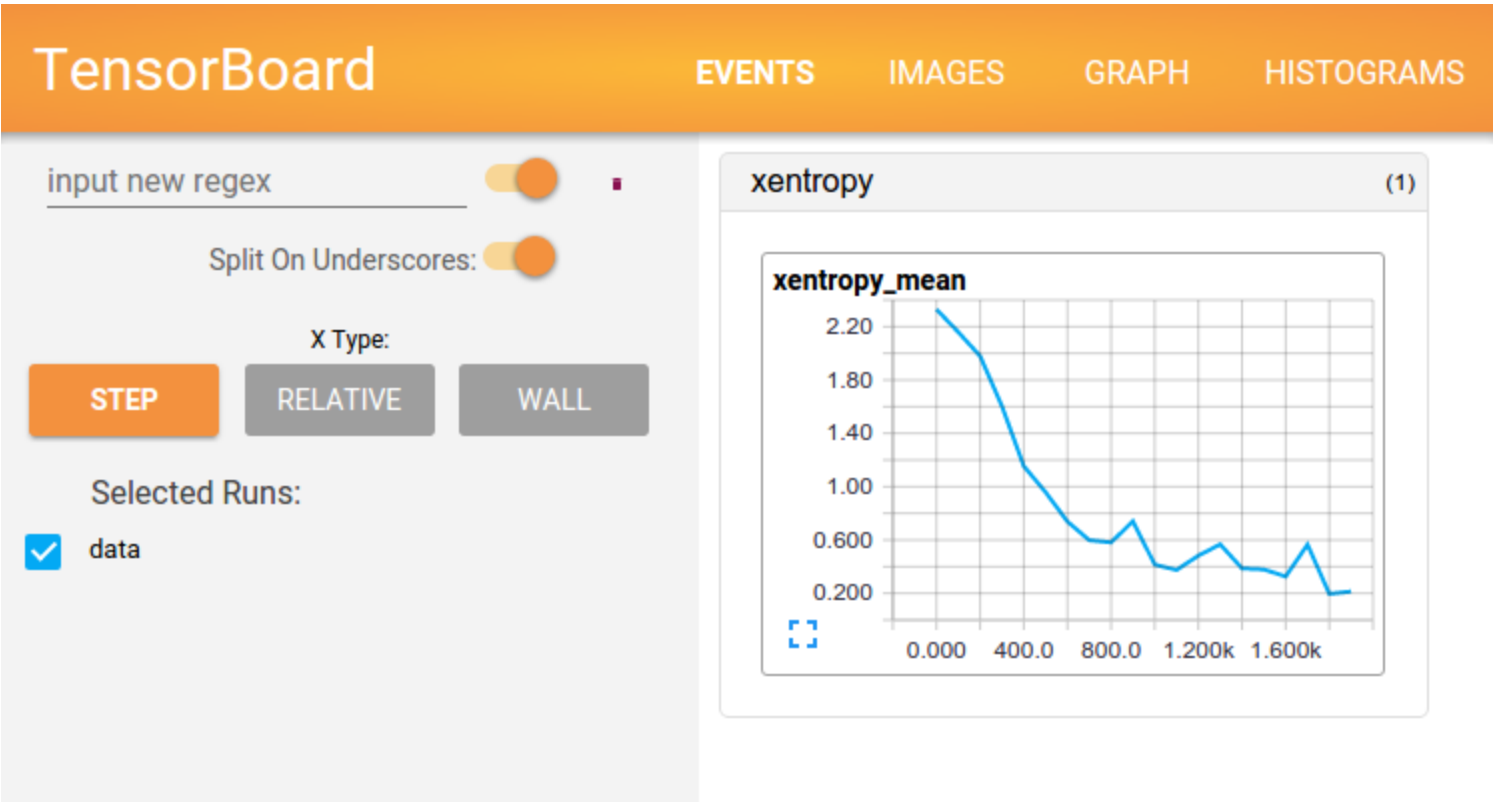 TensorBoard
EVENTS IMAGES GRAPH HISTOGRAMS
input new regex
Split On Underscores:
X Type:
STEP RELATIVE WALL
Selected Runs:
data
xentropy (1)
xentropy_mean
2.20
1.80
1.40
1.00
0.600
0.200
0.000 400.0 800.0 1.200k 1.600k